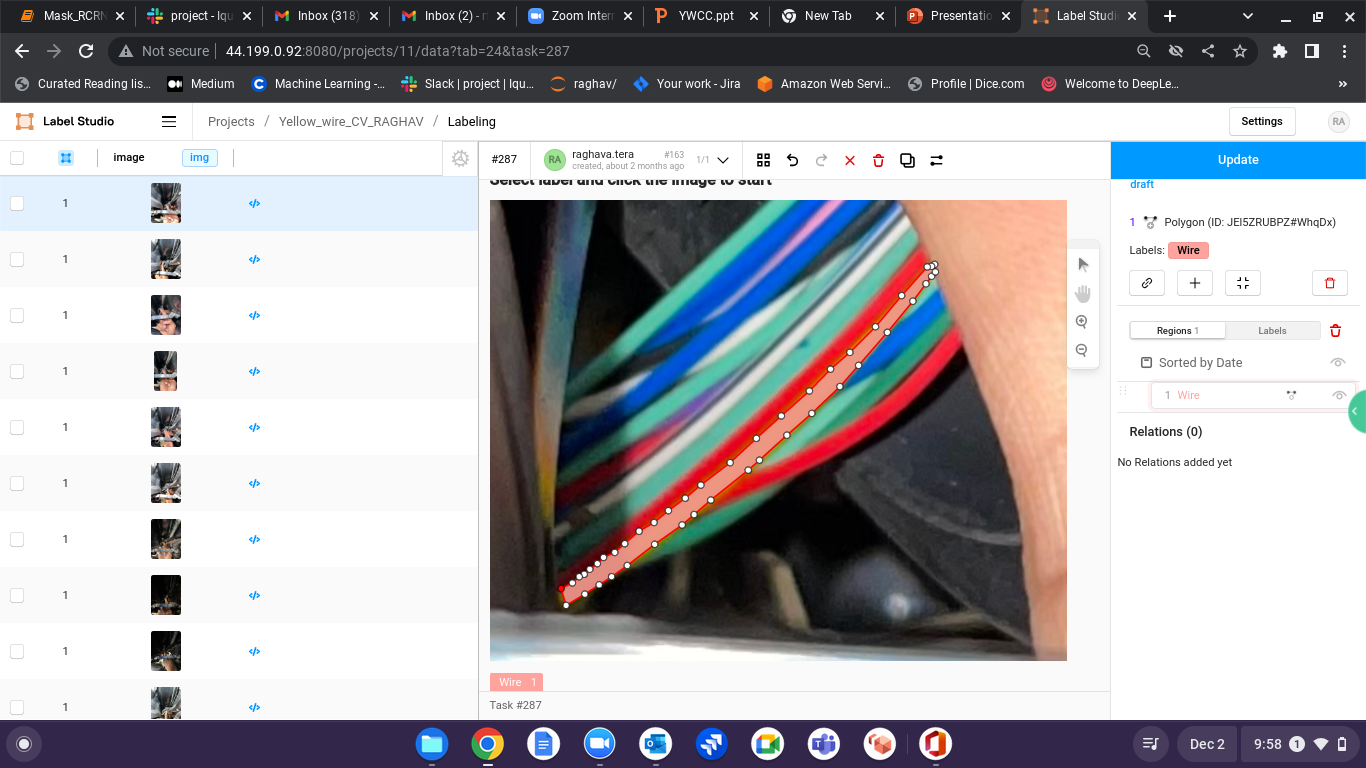 Mask_RCRN
project - Iqu
Inbox (318)
Inbox (2) - r
Zoom Inter
YWCC.ppt
New Tab
Presentatio
Label Studi
Not secure
44.199.0.92:8080/projects/11/data?tab=24&task=287
Curated Reading lis...
Medium
Machine Learning -...
Slack | project | Iqu...
raghav/
Your work - Jira
Amazon Web Servi...
Profile | Dice.com
Welcome to DeepLe...
Label Studio
Projects / Yellow_wire_CV_RAGHAV / Labeling
Settings
RA
image
img
1
1
1
1
1
1
1
1
1
1
#287
RA
raghava.tera
created, about 2 months ago
#163
1/1
Select label and click the image to start
Wire 1
Task #287
Update
draft
1 Polygon (ID: JEI5ZRUBPZ#WhqDx)
Labels: Wire
Regions 1
Labels
Sorted by Date
1 Wire
Relations (0)
No Relations added yet
Dec 2
9:58
1